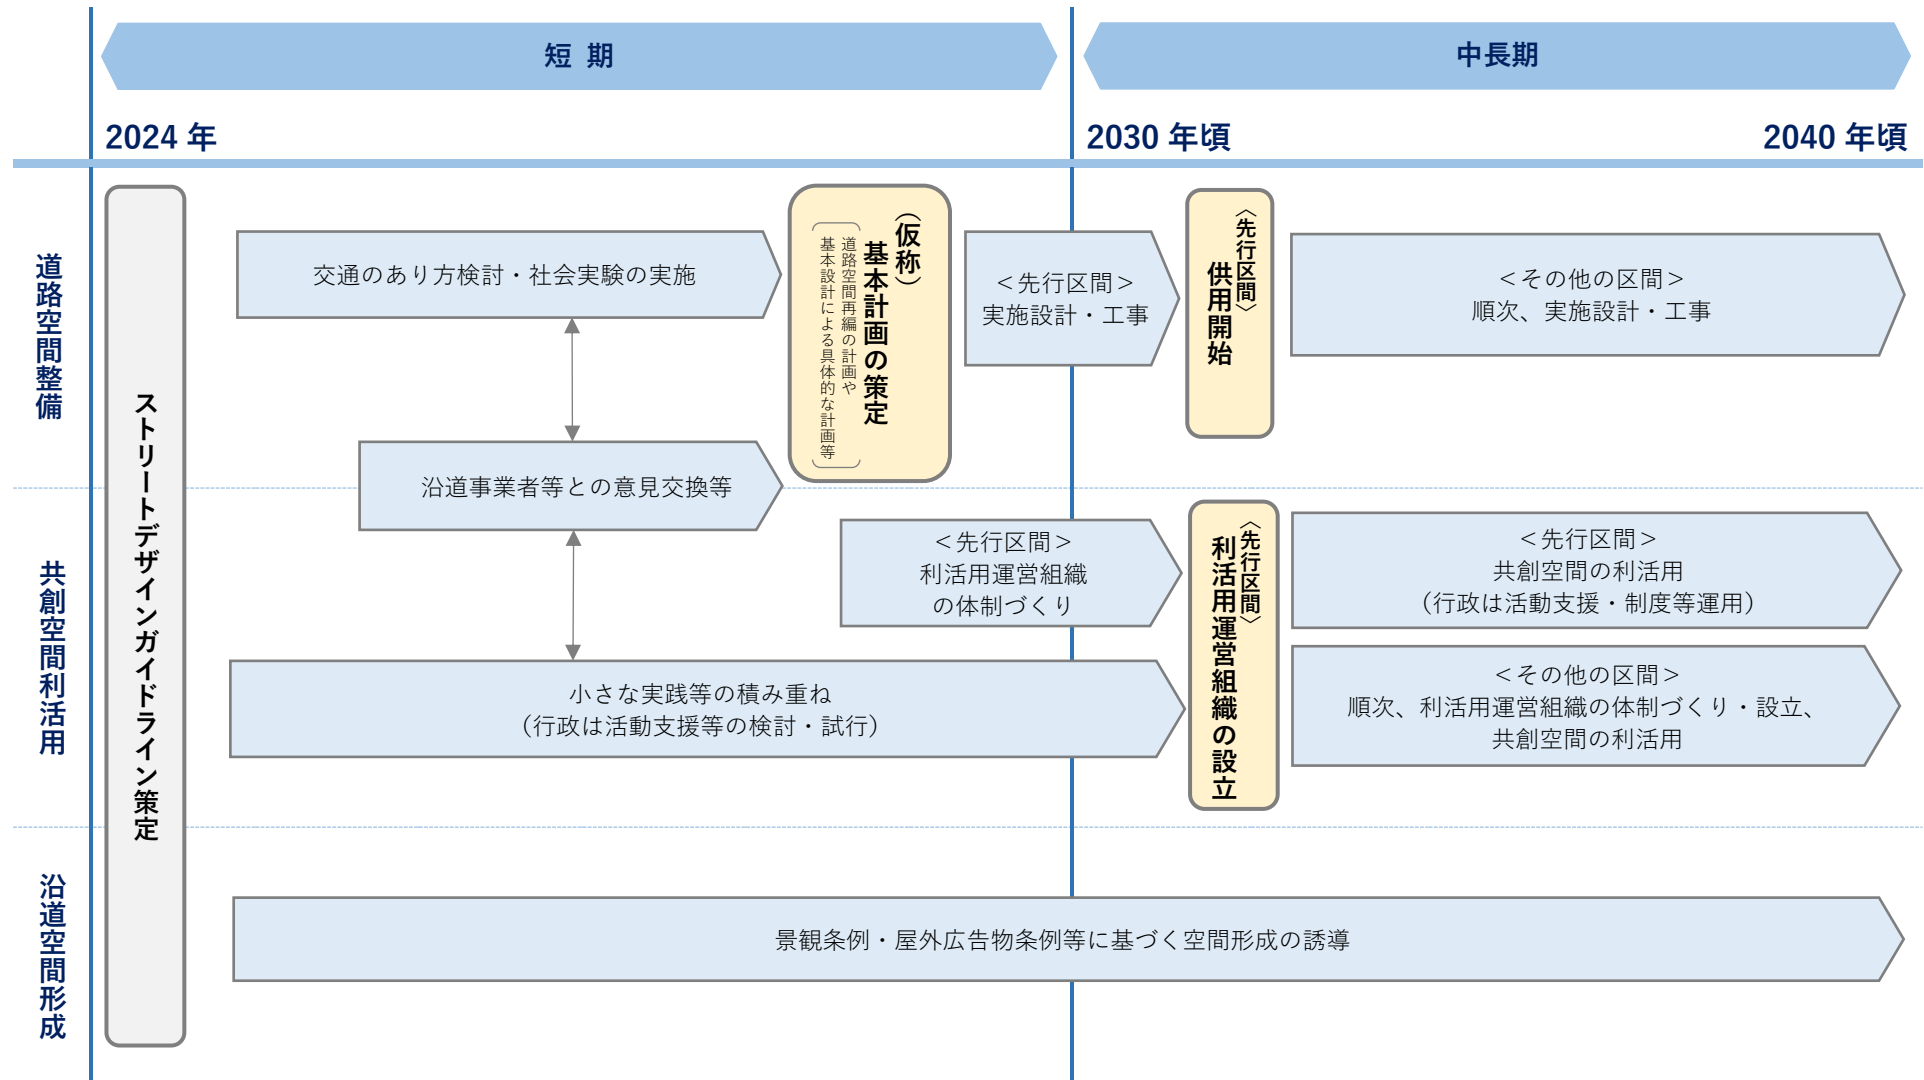 短 期
中長期
2024 年
2030 年頃
2040 年頃
道路空間整備
共創空間利活用
沿道空間形成
ストリートデザインガイドライン策定
交通のあり方検討・社会実験の実施
沿道事業者等との意見交換等
（仮称）
基本計画の策定
道路空間再編の計画や
基本設計による具体的な計画等
＜先行区間＞
実施設計・工事
〈先行区間〉
供用開始
＜その他の区間＞
順次、実施設計・工事
＜先行区間＞
利活用運営組織
の体制づくり
小さな実践等の積み重ね
（行政は活動支援等の検討・試行）
〈先行区間〉
利活用運営組織の設立
＜先行区間＞
共創空間の利活用
（行政は活動支援・制度等運用）
＜その他の区間＞
順次、利活用運営組織の体制づくり・設立、
共創空間の利活用
景観条例・屋外広告物条例等に基づく空間形成の誘導